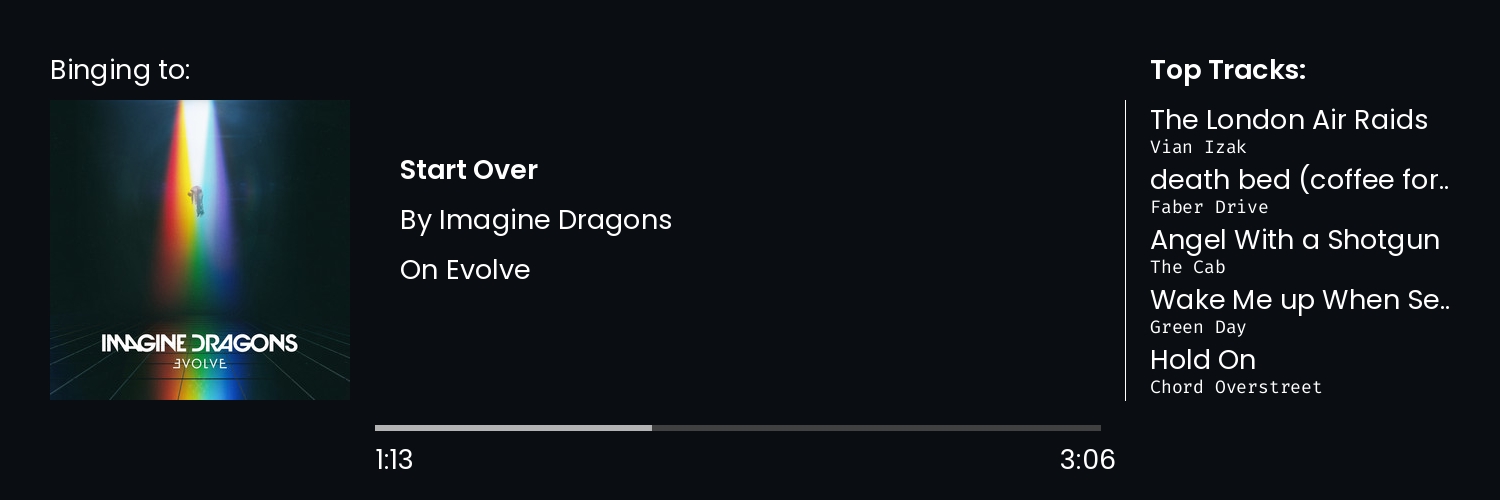 Binging to:
IMAGINE DRAGONS
EVOLVE
Start Over
By Imagine Dragons
On Evolve
1:13
3:06
Top Tracks:
The London Air Raids
Vian Izak
death bed (coffee for..
Faber Drive
Angel With a Shotgun
The Cab
Wake Me up When Se..
Green Day
Hold On
Chord Overstreet